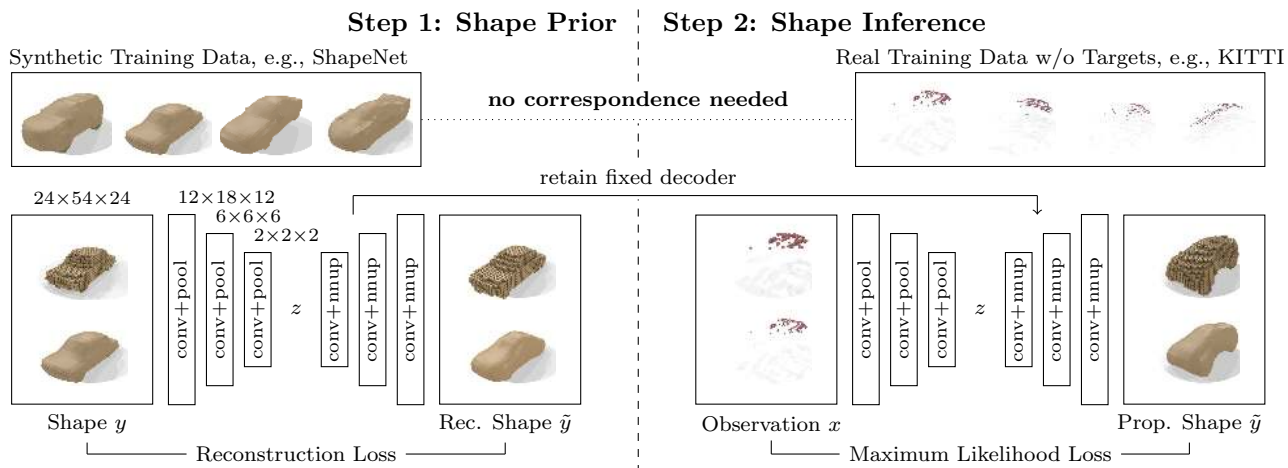 Step 1: Shape Prior
Step 2: Shape Inference
Synthetic Training Data, e.g., ShapeNet
Real Training Data w/o Targets, e.g., KITTI
no correspondence needed
retain fixed decoder
24×54×24
12×18×12
6×6×6
2×2×2
conv+pool
conv+pool
conv+pool
z
conv+nnup
conv+nnup
conv+nnup
conv+pool
conv+pool
conv+pool
z
conv+nnup
conv+nnup
conv+nnup
Shape y
Rec. Shape ỹ
Observation x
Prop. Shape ỹ
Reconstruction Loss
Maximum Likelihood Loss